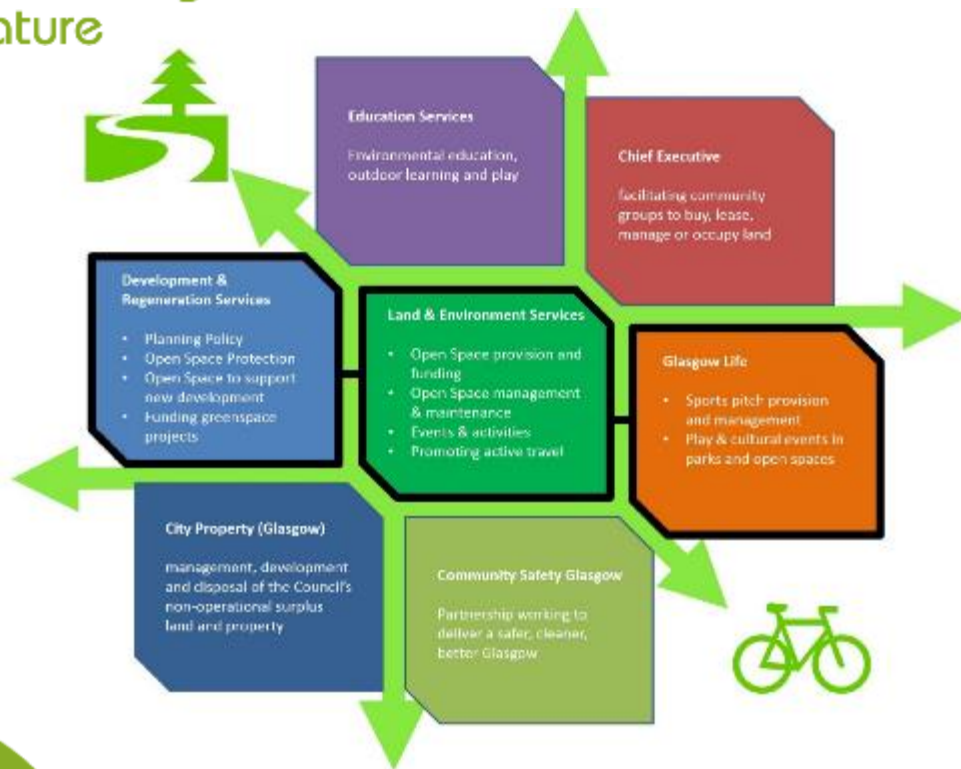 ature
Education Services
Environmental education,
outdoor learning and play
Chief Executive
facilitating community
groups to buy, lease,
manage or occupy land
Development &
Regeneration Services
• Planning Policy
• Open Space Protection
• Open Space to support
new development
• Funding greenspace
projects
Land & Environment Services
• Open Space provision and
funding
• Open Space management
& maintenance
• Events & activities
• Promoting active travel
Glasgow Life
• Sports pitch provision
and management
• Play & cultural events in
parks and open spaces
City Property (Glasgow)
management, development
and disposal of the Council's
non-operational surplus
land and property
Community Safety Glasgow
Partnership working to
deliver a safer, cleaner,
better Glasgow